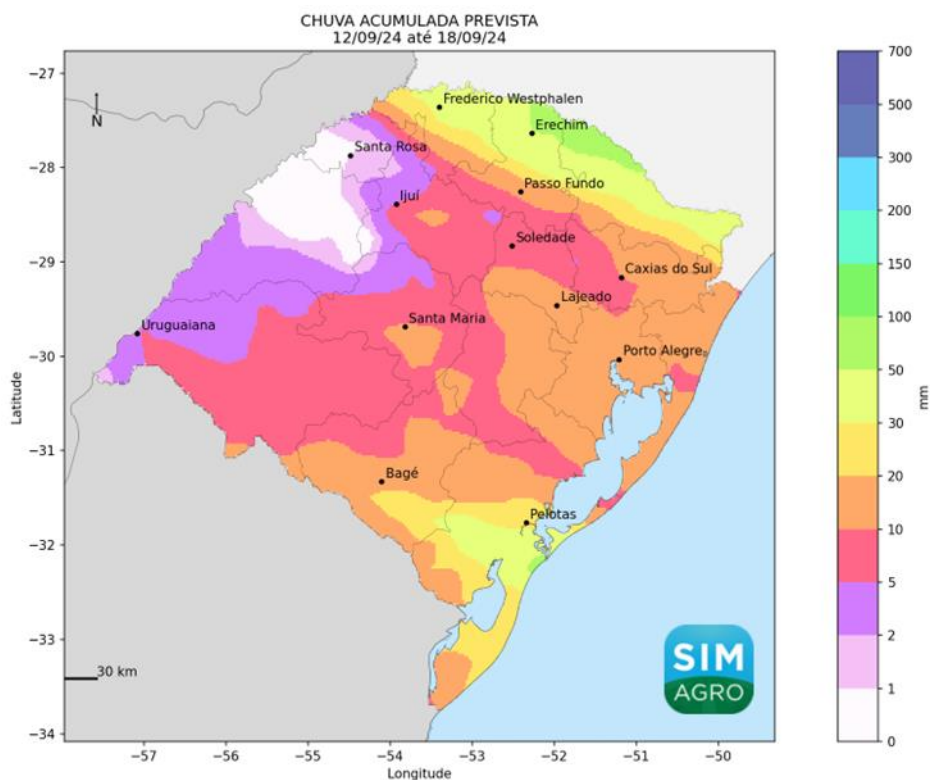 CHUVA ACUMULADA PREVISTA
12/09/24 até 18/09/24
N
Frederico Westphalen
Erechim
Santa Rosa
Passo Fundo
Ijuí
Soledade
Caxias do Sul
Lajeado
Santa Maria
Uruguaiana
Porto Alegre
Bagé
Pelotas
30 km
SIM
AGRO
−27
−28
−29
−30
−31
−32
−33
−34
Latitude
−57
−56
−55
−54
−53
−52
−51
−50
Longitude
700
500
300
200
150
100
50
30
20
10
5
2
1
0
mm